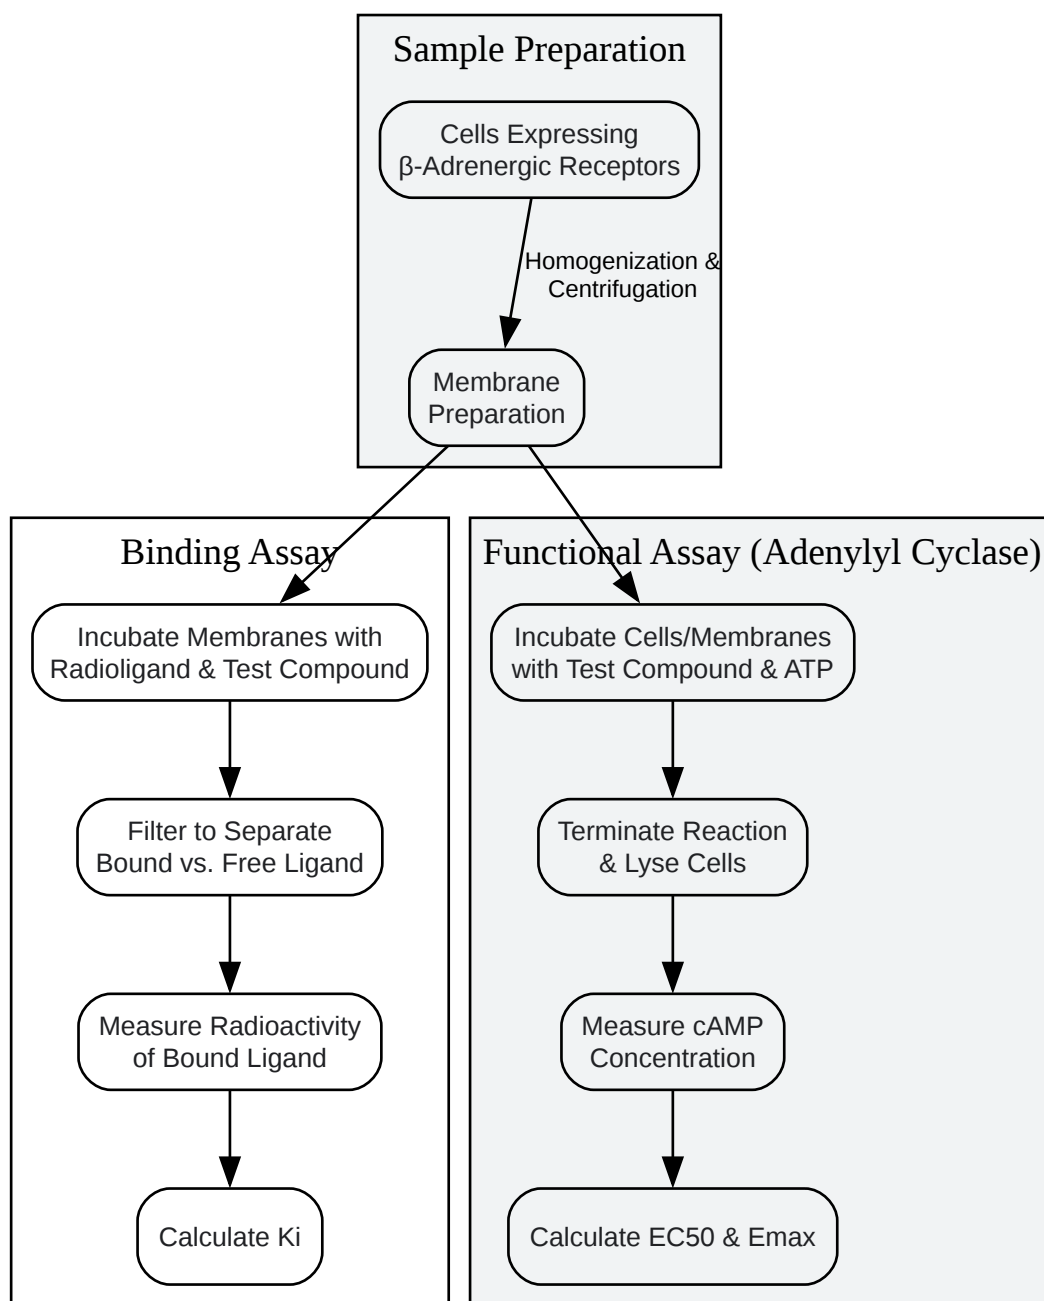 Sample Preparation
Cells Expressing
β-Adrenergic Receptors
Homogenization &
Centrifugation
Membrane
Preparation
Binding Assay
Incubate Membranes with
Radioligand & Test Compound
Filter to Separate
Bound vs. Free Ligand
Measure Radioactivity
of Bound Ligand
Calculate Ki
Functional Assay (Adenylyl Cyclase)
Incubate Cells/Membranes
with Test Compound & ATP
Terminate Reaction
& Lyse Cells
Measure cAMP
Concentration
Calculate EC50 & Emax